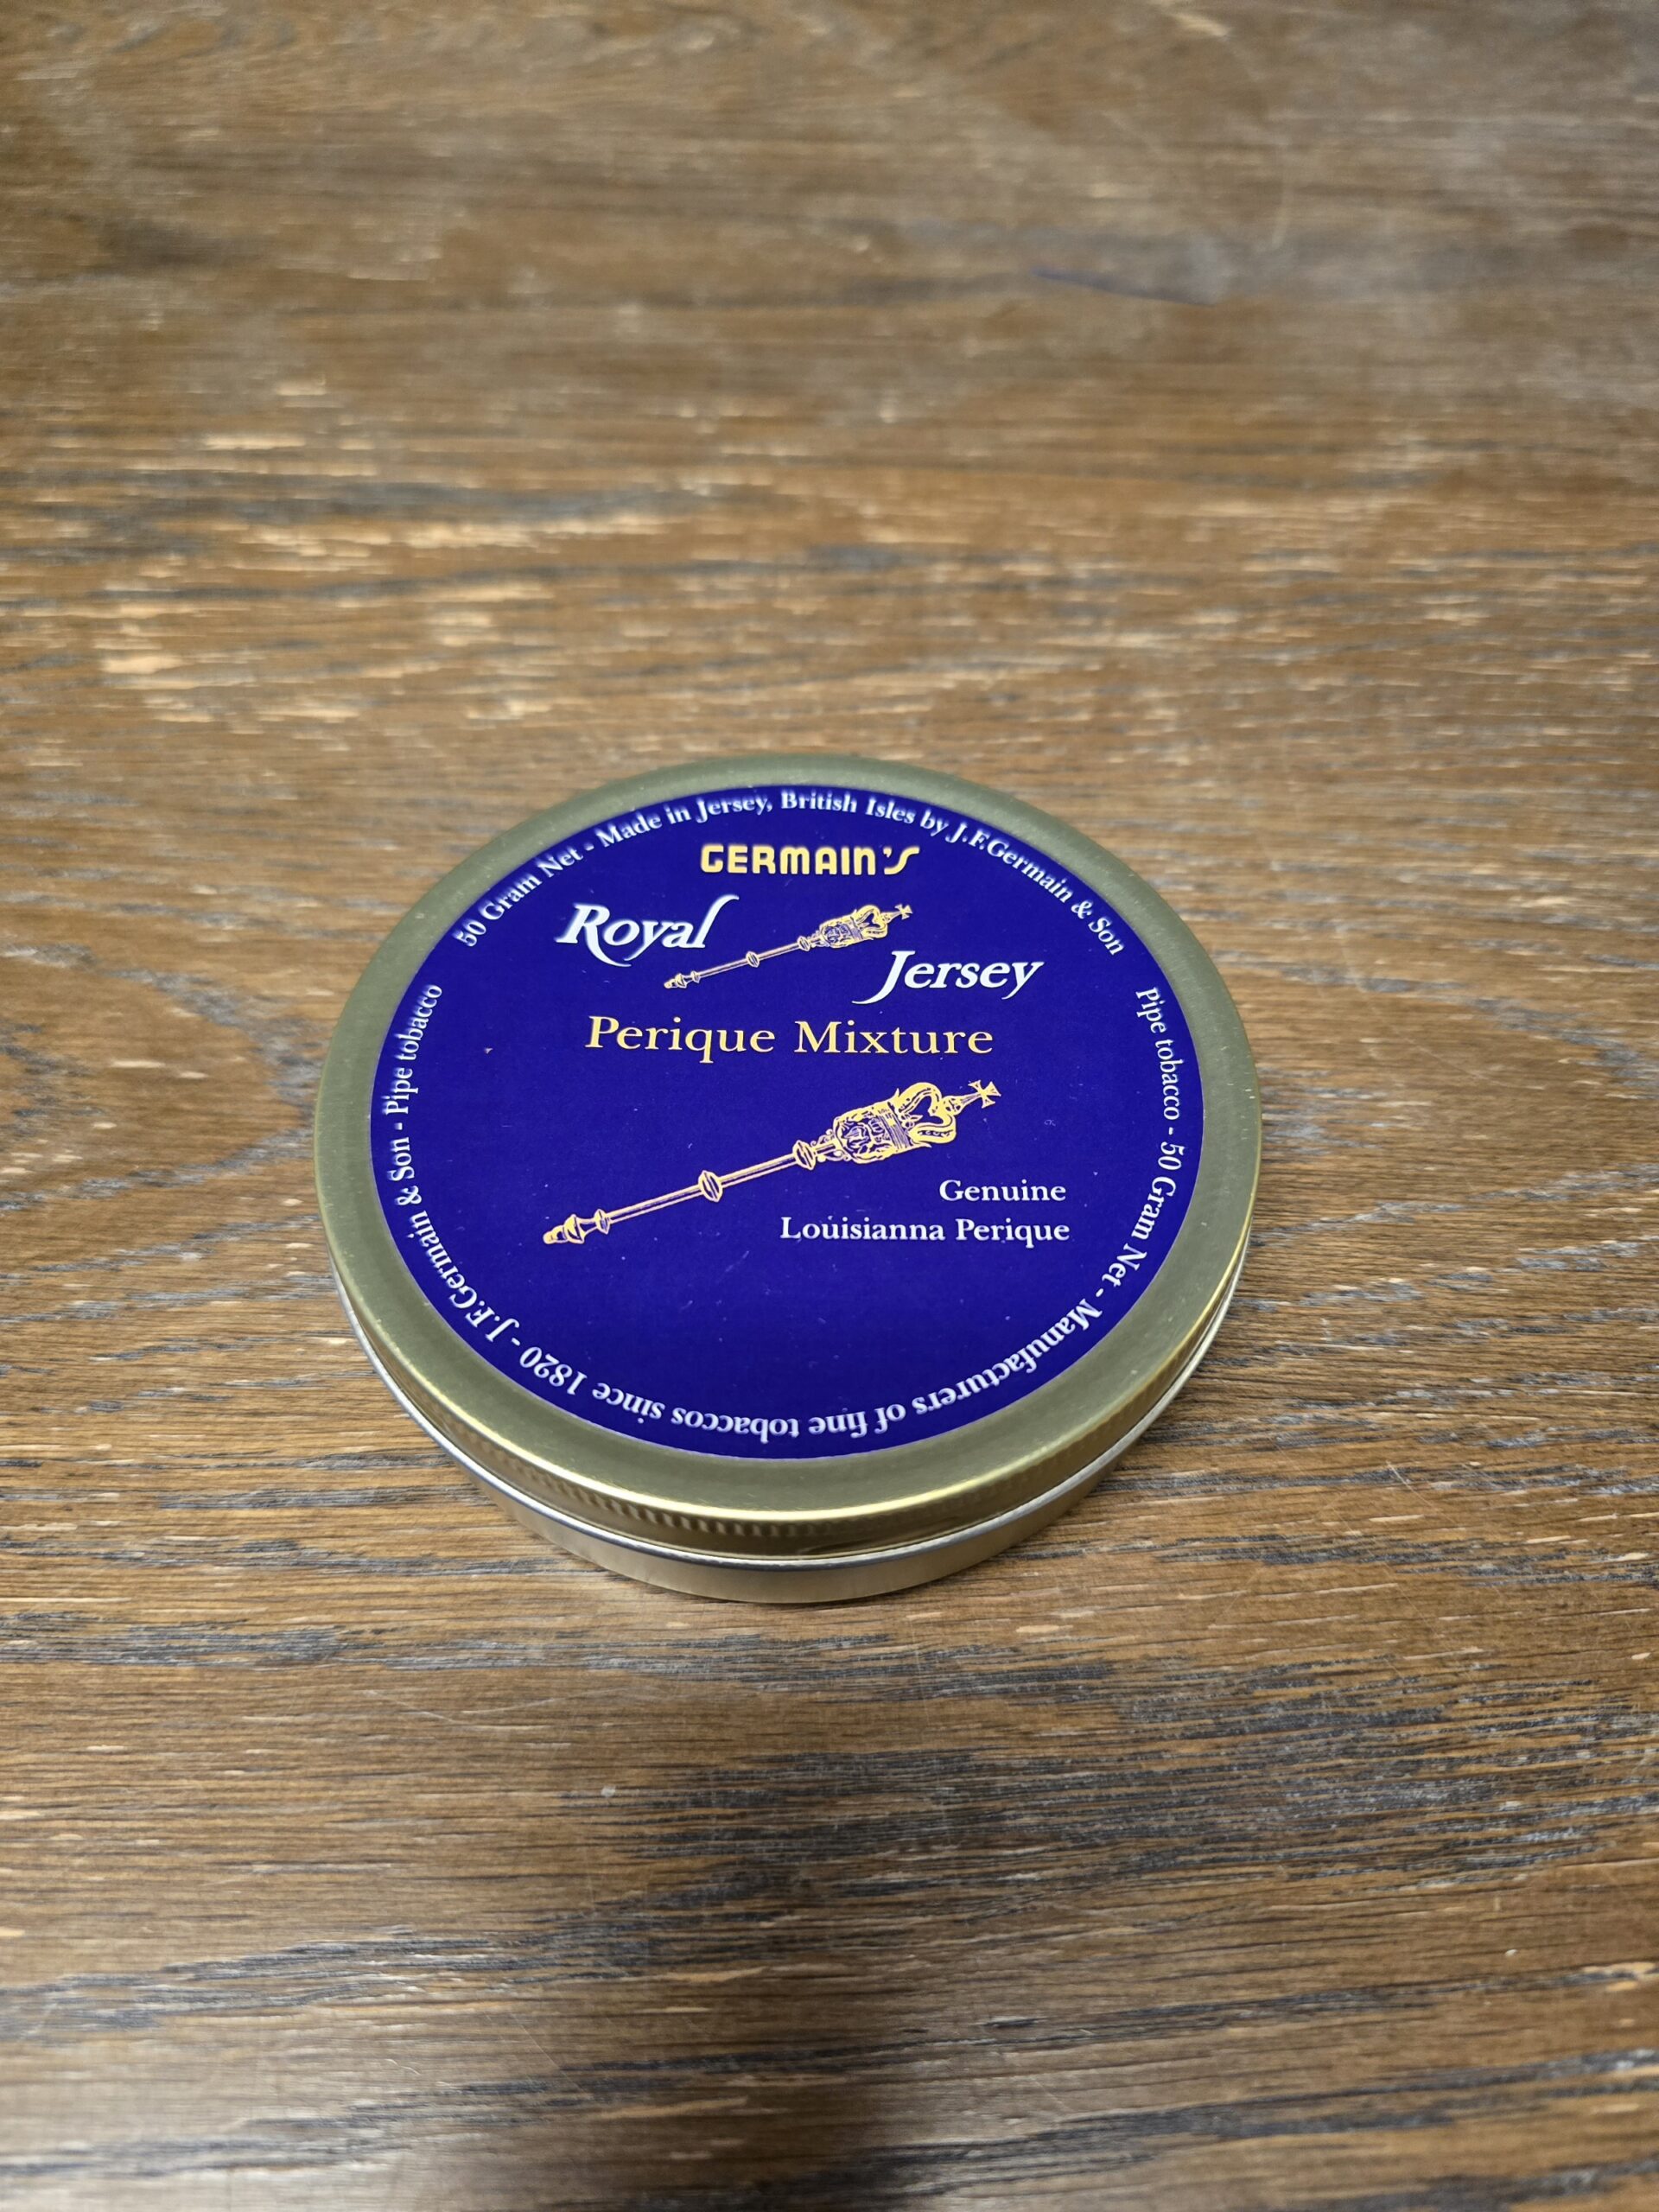 50 Gram Net - Made in Jersey, British Isles by J.F.Germain & Son
GERMAIN'S
Royal
Jersey
Perique Mixture
Genuine
Louisianna Perique
Pipe tobacco - 50 Gram Net - Manufacturers of fine tobaccos since 1820 - J.F.Germain & Son - Pipe tobacco